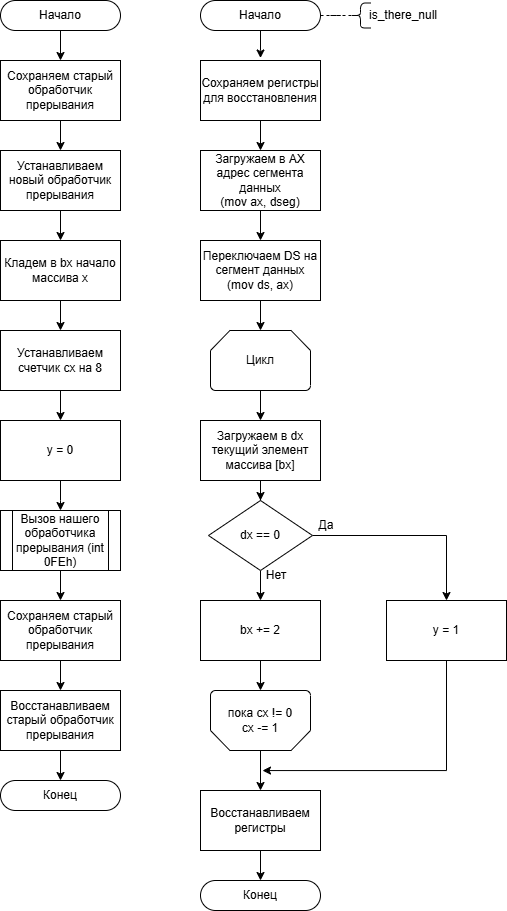 Начало
Сохраняем старый
обработчик
прерывания
Устанавливаем
новый обработчик
прерывания
Кладем в bx начало
массива x
Устанавливаем
счетчик cx на 8
y = 0
Вызов нашего
обработчика
прерывания (int
0FEh)
Сохраняем старый
обработчик
прерывания
Восстанавливаем
старый обработчик
прерывания
Конец
Начало
is_there_null
Сохраняем регистры
для восстановления
Загружаем в AX
адрес сегмента
данных
(mov ax, dseg)
Переключаем DS на
сегмент данных
(mov ds, ax)
Цикл
Загружаем в dx
текущий элемент
массива [bx]
dx == 0
Да
Нет
bx += 2
y = 1
пока cx != 0
cx -= 1
Восстанавливаем
регистры
Конец